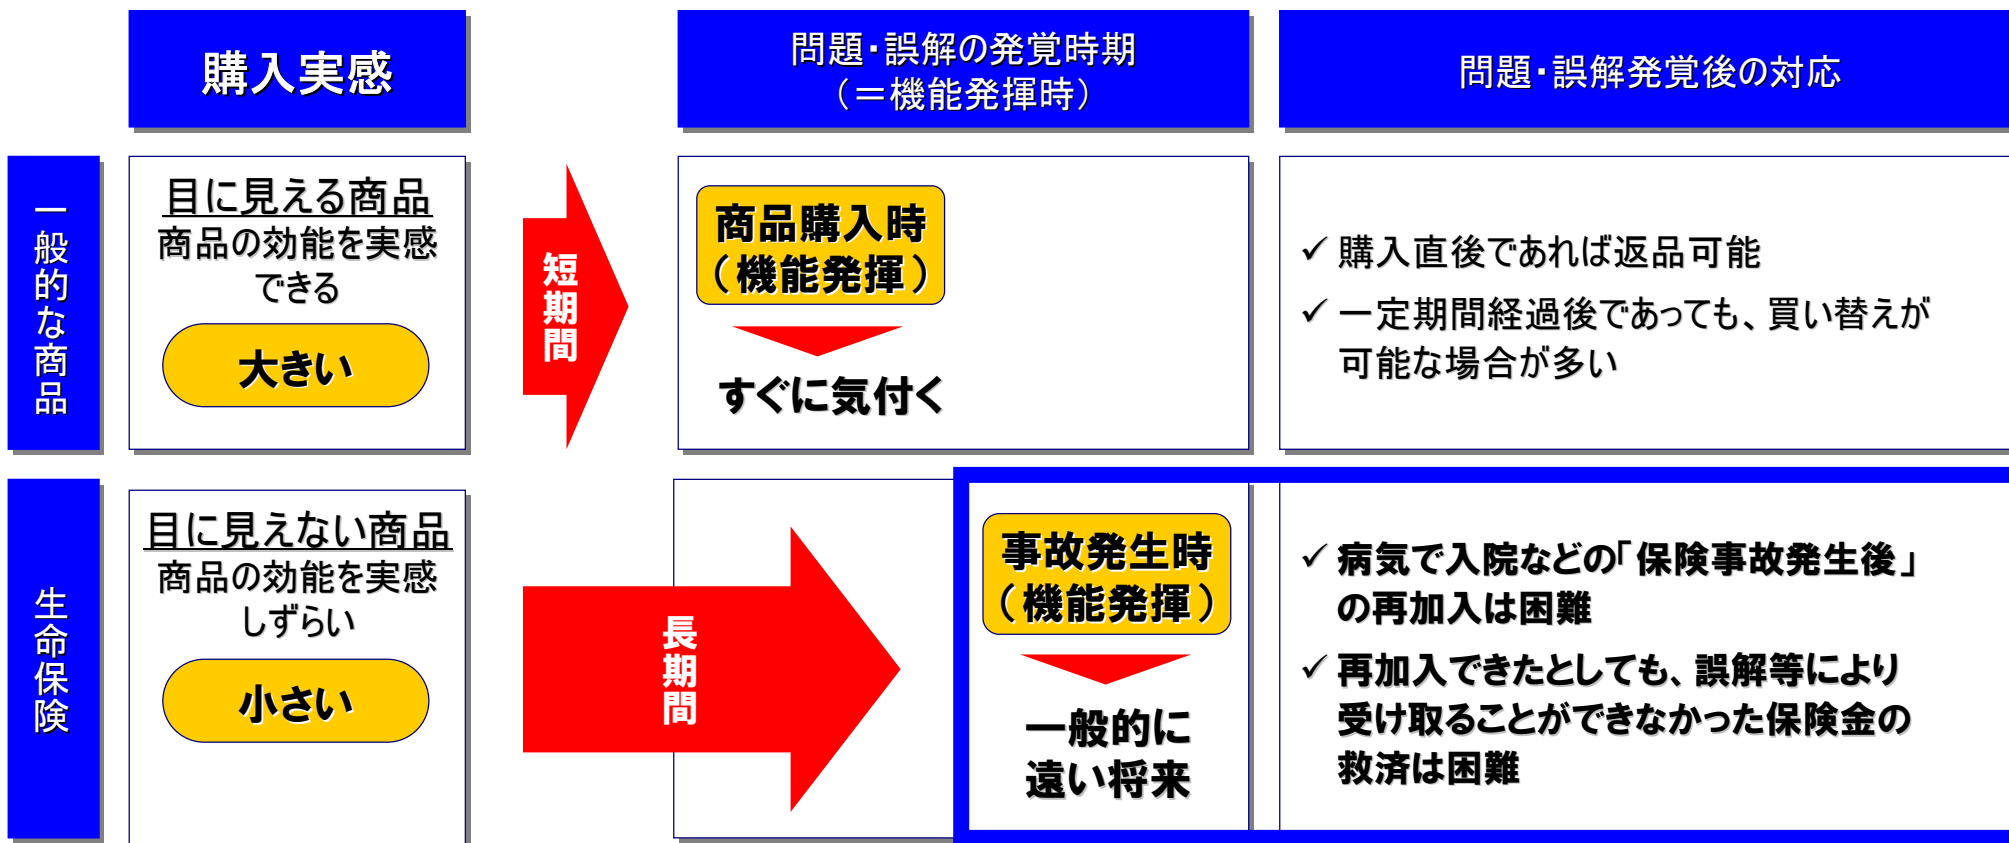 購入実感
問題・誤解の発覚時期
（＝機能発揮時）
問題・誤解発覚後の対応
一般的な商品
目に見える商品
商品の効能を実感
できる
大きい
短期間
商品購入時
（機能発揮）
すぐに気付く
✓ 購入直後であれば返品可能
✓ 一定期間経過後であっても、買い替えが
可能な場合が多い
生命保険
目に見えない商品
商品の効能を実感
しずらい
小さい
長期間
事故発生時
（機能発揮）
一般的に
遠い将来
✓ 病気で入院などの「保険事故発生後」
の再加入は困難
✓ 再加入できたとしても、誤解等により
受け取ることができなかった保険金の
救済は困難